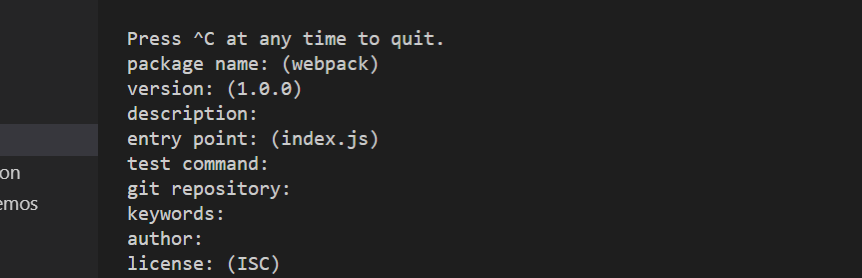 Press ^C at any time to quit.
package name: (webpack)
version: (1.0.0)
description:
entry point: (index.js)
test command:
on
git repository:
emos
keywords:
author:
license: (ISC)